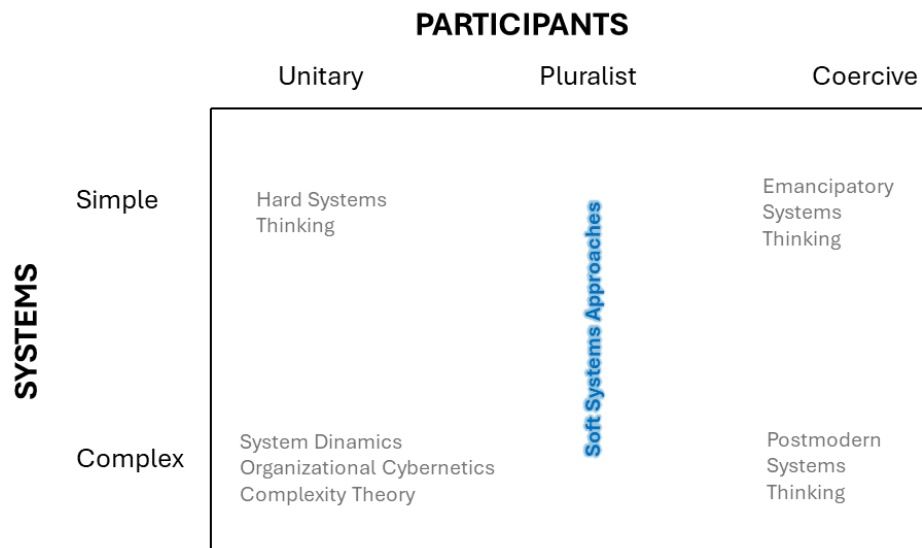 PARTICIPANTS
Unitary
Pluralist
Coercive
SYSTEMS
Simple
Hard Systems
Thinking
Soft Systems Approaches
Emancipatory
Systems
Thinking
Complex
System Dinamics
Organizational Cybernetics
Complexity Theory
Postmodern
Systems
Thinking